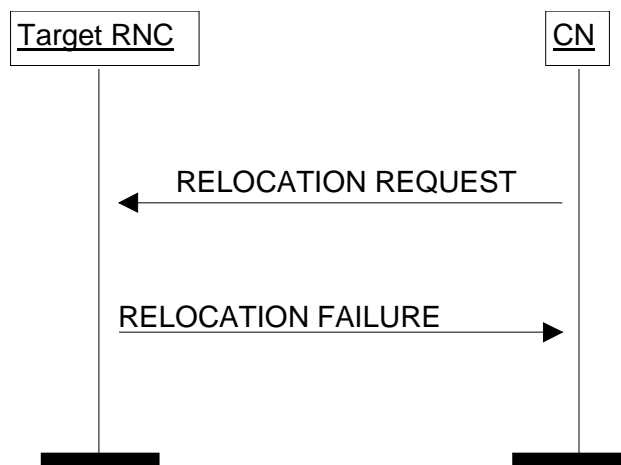 Target RNC
CN
RELOCATION REQUEST
RELOCATION FAILURE